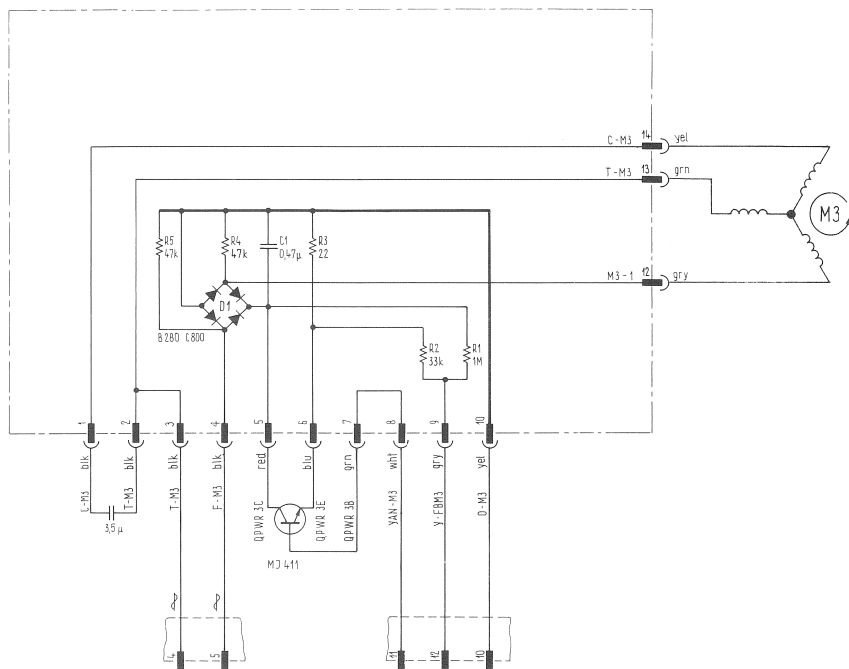 C-M3 14 yel
T-M3 13 grn
M3
R5
47k
R4
47k
C1
0,47µ
R3
22
M3-1 12 gry
D1
B280 C800
R2
33k
R1
1M
1 2 3 4 5 6 7 8 9 10
blk blk blk blk red blu grn wht gry yel
C-M3 T-M3 T-M3 F-M3 QPWR 3C QPWR 3E QPWR 3B YAN-M3 Y-FBM3 0-M3
3,5µ
MJ 411
4 5 11 12 10